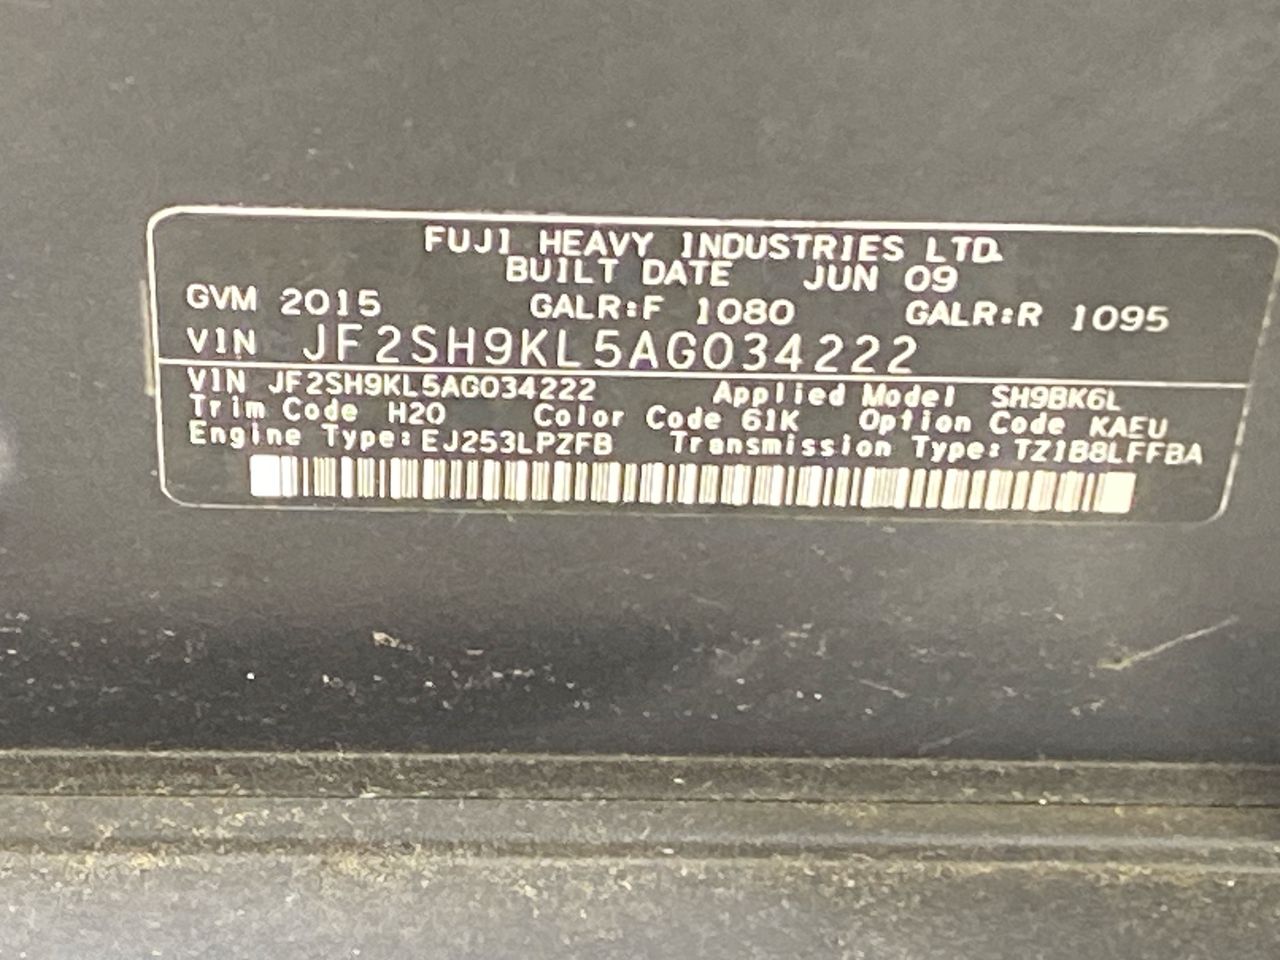 FUJI HEAVY INDUSTRIES LTD.
BUILT DATE JUN 09
GVM 2015 GALR:F 1080 GALR:R 1095
VIN JF2SH9KL5AG034222
VIN JF2SH9KL5AG034222 Applied Model SH9BK6L
Trim Code H20 Color Code 61K Option Code KAEU
Engine Type: EJ253LPZFB Transmission Type: TZ1B8LFFBA